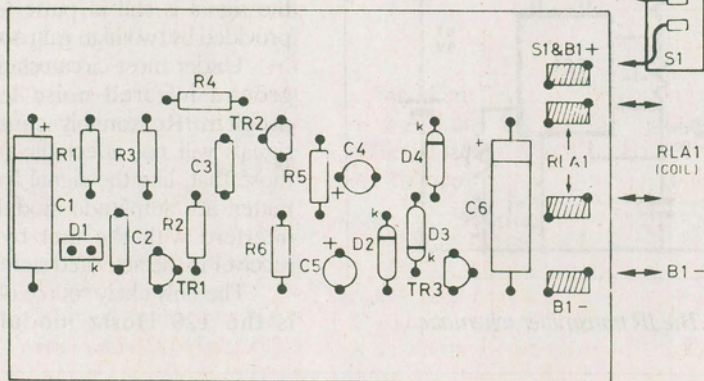 S1
S1&B1+
R4
TR2
+
R1
R3
C3
R5
C4
+
k
D4
RLA1
RLA1
(COIL)
C1
D1
k
C2
R2
R6
C5
+
k
D2
D3
k
C6
TR1
TR3
B1-
B1-